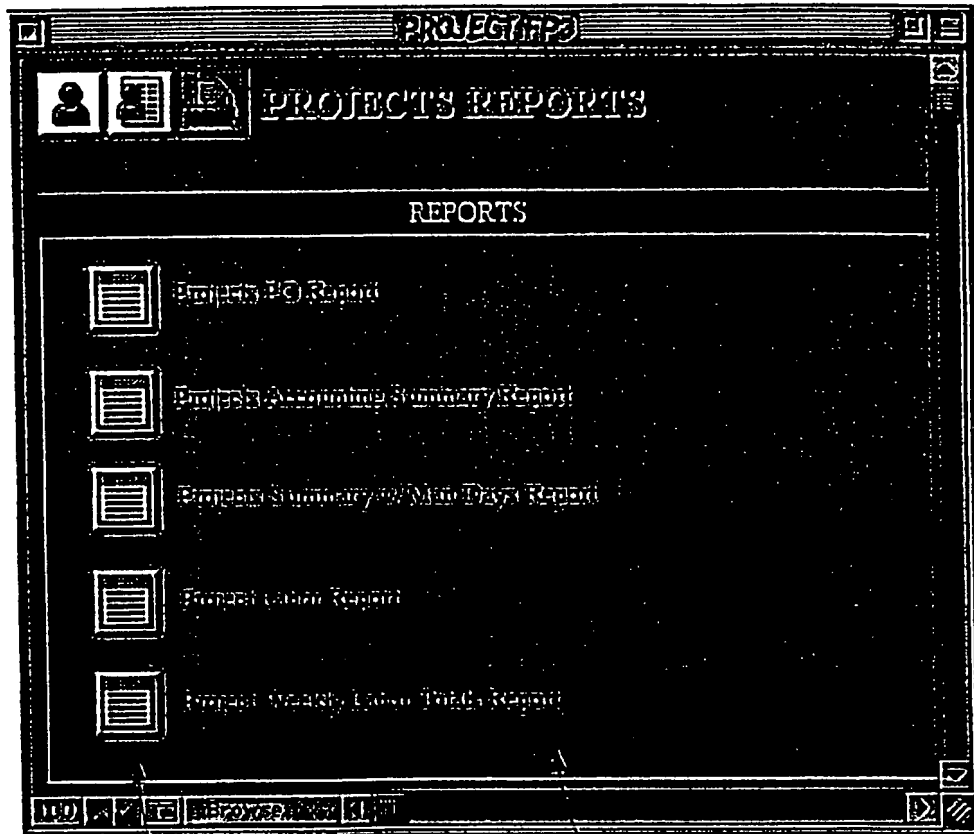 PROJECT.FP3
PROJECTS REPORTS
REPORTS
Projects PO Report
Projects Accounting Summary Report
Projects Summary Man Days Report
Project Labor Report
Project Weekly Labor Totals Report
100
Browse